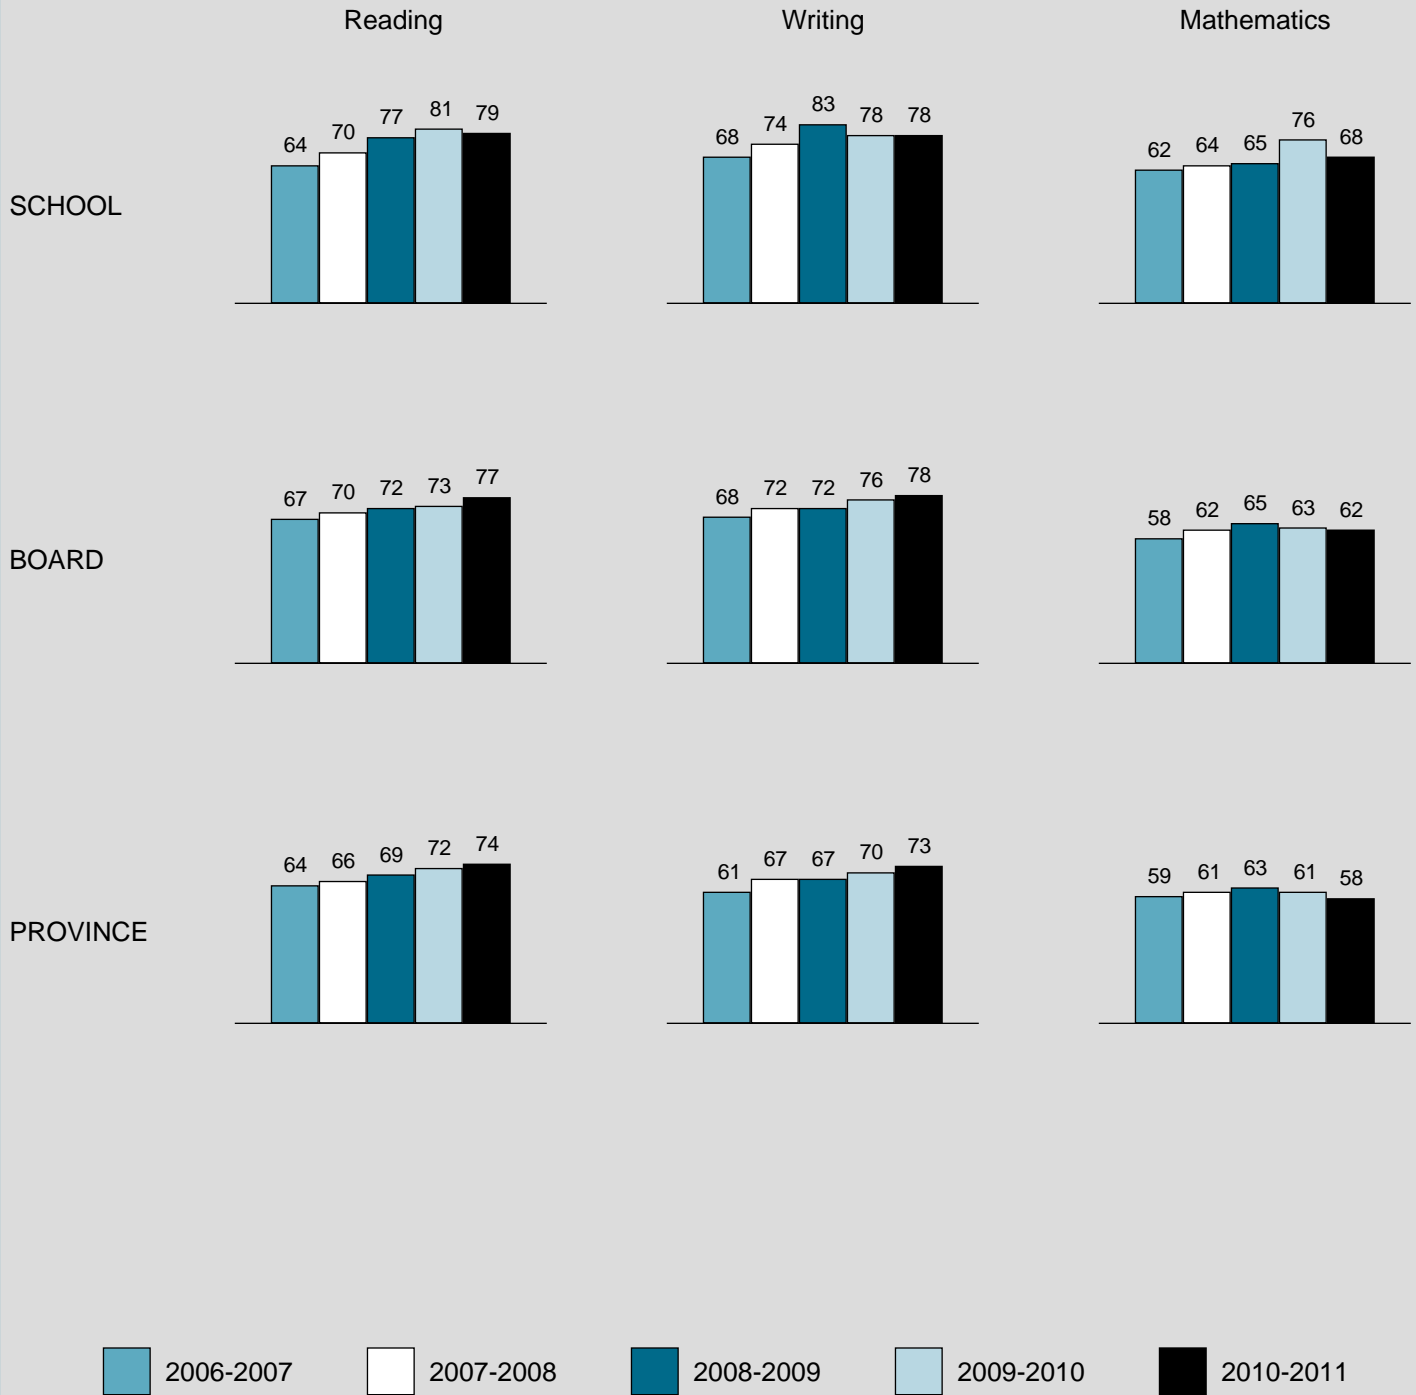 Reading Writing Mathematics
SCHOOL
64 70 77 81 79
68 74 83 78 78
62 64 65 76 68
BOARD
67 70 72 73 77
68 72 72 76 78
58 62 65 63 62
PROVINCE
64 66 69 72 74
61 67 67 70 73
59 61 63 61 58
2006-2007 2007-2008 2008-2009 2009-2010 2010-2011